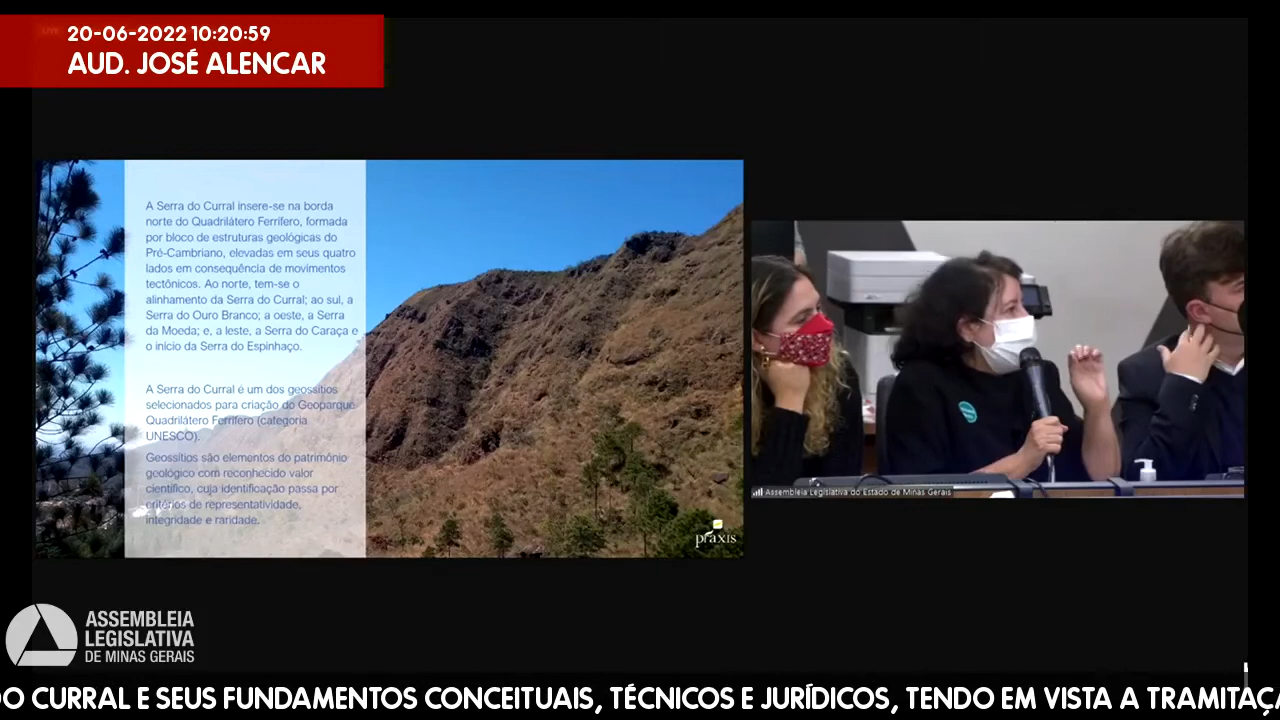 20-06-2022 10:20:59
AUD. JOSÉ ALENCAR
A Serra do Curral insere-se na borda
norte do Quadrilátero Ferrífero, formada
por bloco de estruturas geológicas do
Pré-Cambriano, elevadas em seus quatro
lados em consequência de movimentos
tectônicos. Ao norte, tem-se o
alinhamento da Serra do Curral; ao sul, a
Serra do Ouro Branco; a oeste, a Serra
da Moeda; e, a leste, a Serra do Caraça e
o início da Serra do Espinhaço.
A Serra do Curral é um dos geossítios
selecionados para criação do Geoparque
Quadrilátero Ferrífero (categoria
UNESCO).
Geossítios são elementos do patrimônio
geológico com reconhecido valor
científico, cuja identificação passa por
critérios de representatividade,
integridade e raridade.
praxis
Assembleia Legislativa do Estado de Minas Gerais
ASSEMBLEIA
LEGISLATIVA
DE MINAS GERAIS
DO CURRAL E SEUS FUNDAMENTOS CONCEITUAIS, TÉCNICOS E JURÍDICOS, TENDO EM VISTA A TRAMITAÇA